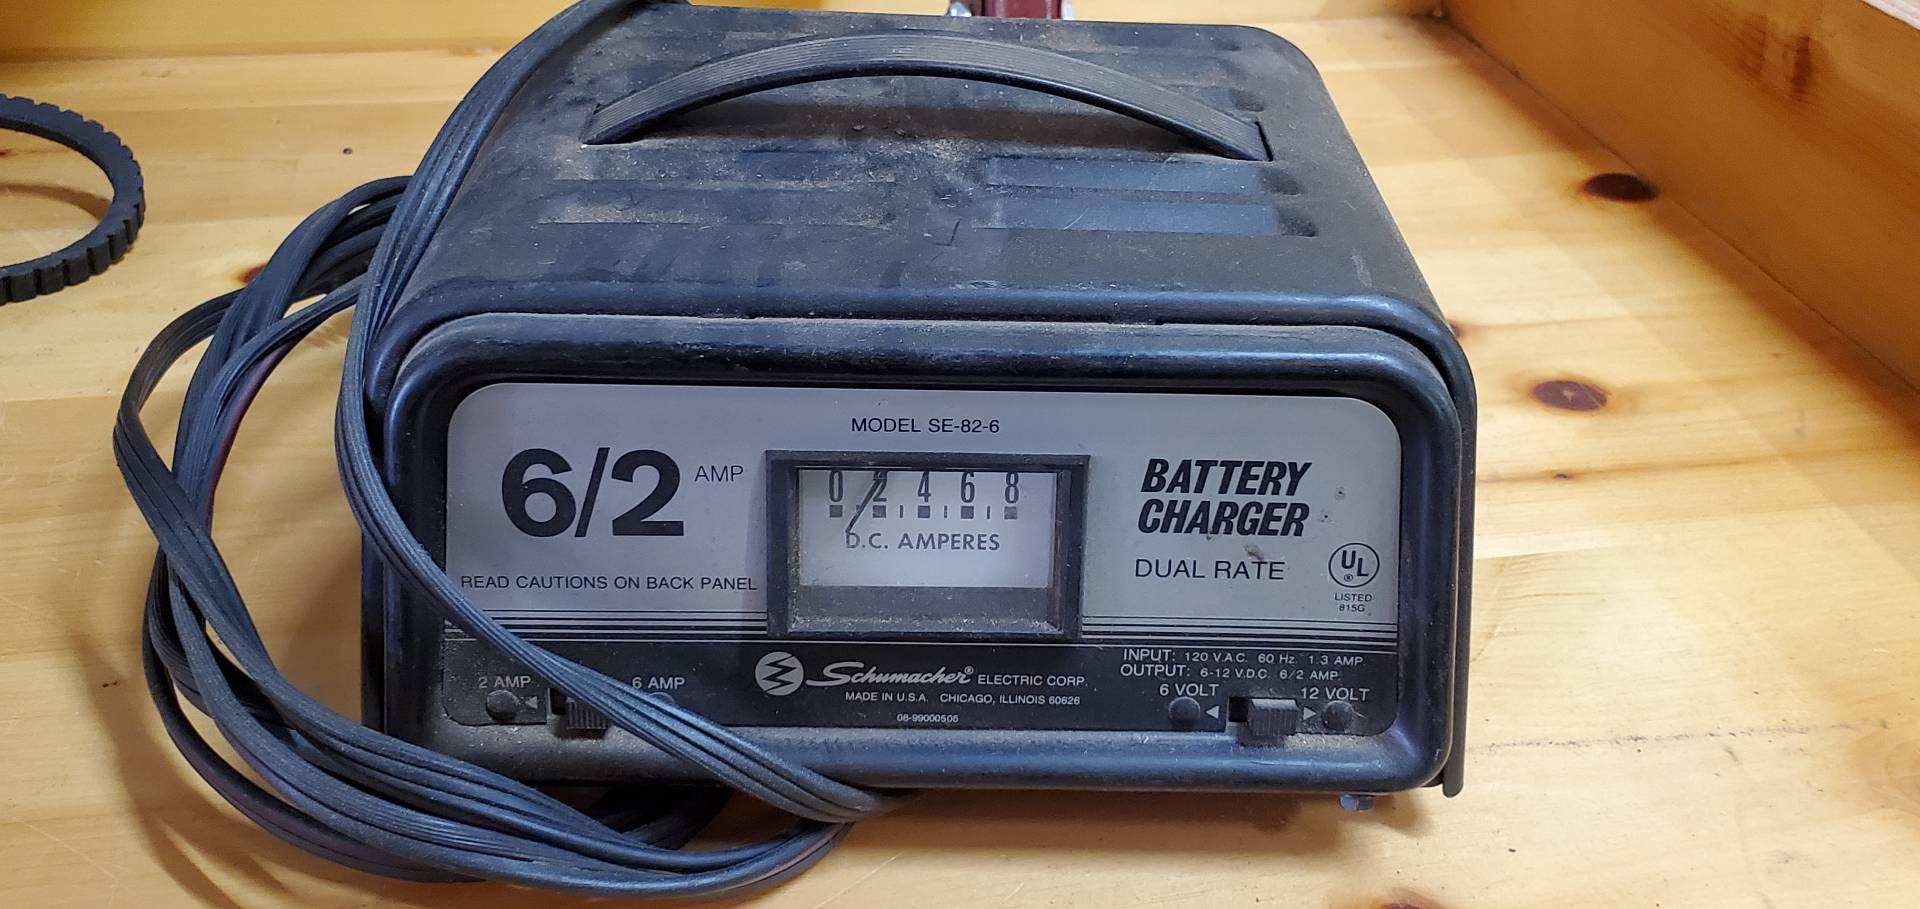 MODEL SE-82-6
6/2 AMP
0 2 4 6 8
D.C. AMPERES
BATTERY
CHARGER
DUAL RATE
READ CAUTIONS ON BACK PANEL
UL
®
LISTED
815G
INPUT: 120 V.A.C. 60 Hz. 1.3 AMP
OUTPUT: 6-12 V.D.C. 6/2 AMP
2 AMP 6 AMP
Schumacher® ELECTRIC CORP.
MADE IN U.S.A. CHICAGO, ILLINOIS 60626
08-99000506
6 VOLT 12 VOLT